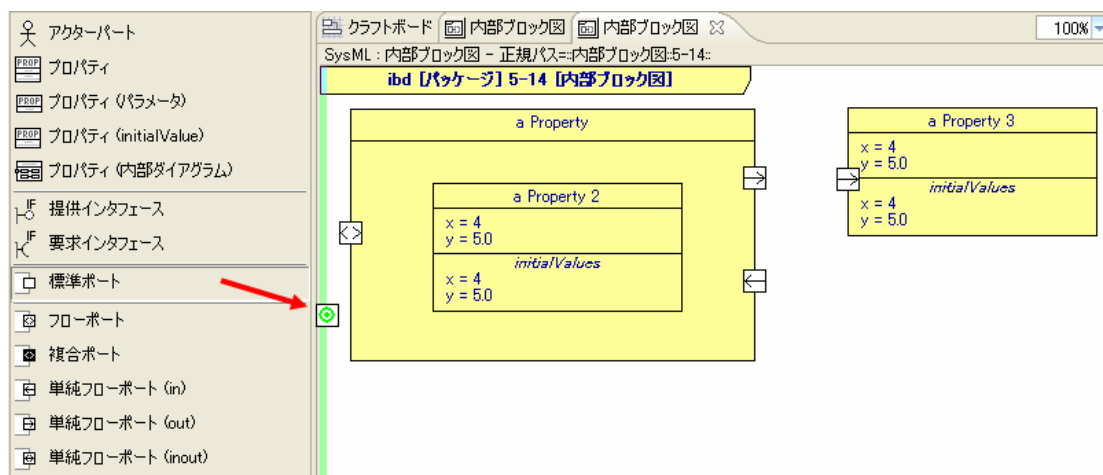 アクターパート
PROP プロパティ
PROP プロパティ (パラメータ)
PROP プロパティ (initialValue)
プロパティ (内部ダイアグラム)
IF 提供インタフェース
IF 要求インタフェース
標準ポート
フローポート
複合ポート
単純フローポート (in)
単純フローポート (out)
単純フローポート (inout)
クラフトボード 内部ブロック図 内部ブロック図
100%
SysML : 内部ブロック図 - 正規パス=::内部ブロック図::5-14::
ibd [パッケージ] 5-14 [内部ブロック図]
a Property
a Property 2
x = 4
y = 5.0
initialValues
x = 4
y = 5.0
a Property 3
x = 4
y = 5.0
initialValues
x = 4
y = 5.0